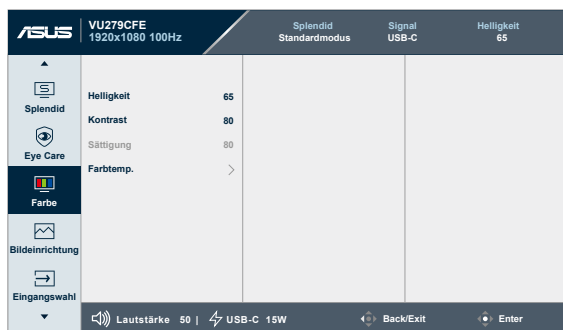 ASUS
VU279CFE
1920x1080 100Hz
Splendid
Standardmodus
Signal
USB-C
Helligkeit
65
Splendid
Eye Care
Farbe
Bildeinrichtung
Eingangswahl
Helligkeit 65
Kontrast 80
Sättigung 80
Farbtemp.
Lautstärke 50 | USB-C 15W
Back/Exit
Enter